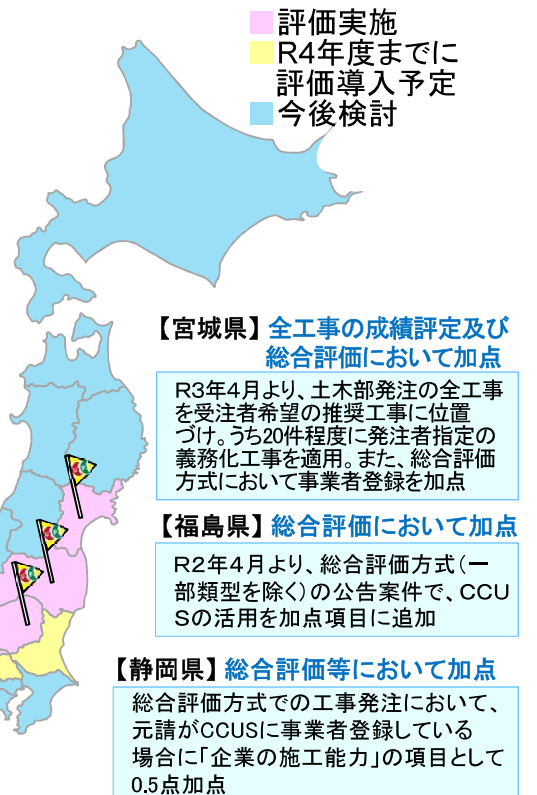 評価実施
R4年度までに
評価導入予定
今後検討
【宮城県】全工事の成績評定及び
総合評価において加点
R3年4月より、土木部発注の全工事
を受注者希望の推奨工事に位置
づけ。うち20件程度に発注者指定の
義務化工事を適用。また、総合評価
方式において事業者登録を加点
【福島県】総合評価において加点
R2年4月より、総合評価方式(一
部類型を除く)の公告案件で、CCU
Sの活用を加点項目に追加
【静岡県】総合評価等において加点
総合評価方式での工事発注において、
元請がCCUSに事業者登録している
場合に「企業の施工能力」の項目として
0.5点加点